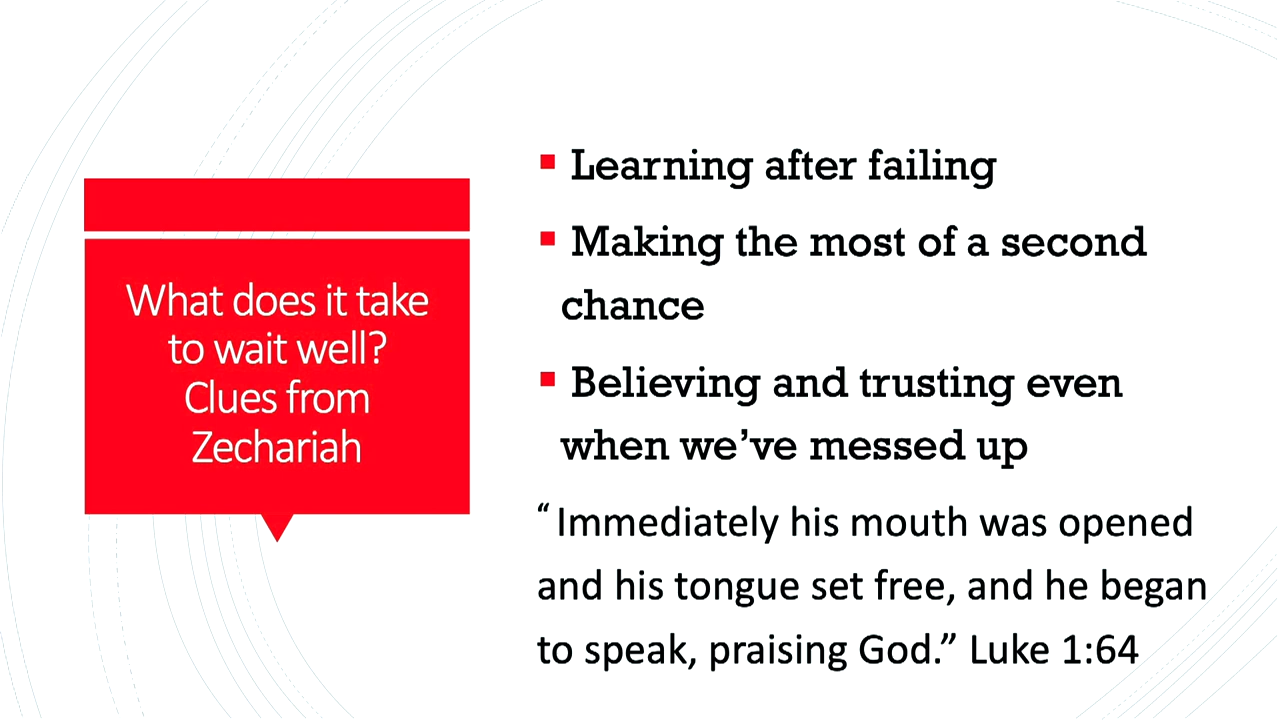 What does it take
to wait well?
Clues from
Zechariah
▪ Learning after failing
▪ Making the most of a second
chance
▪ Believing and trusting even
when we’ve messed up
“ Immediately his mouth was opened
and his tongue set free, and he began
to speak, praising God.” Luke 1:64